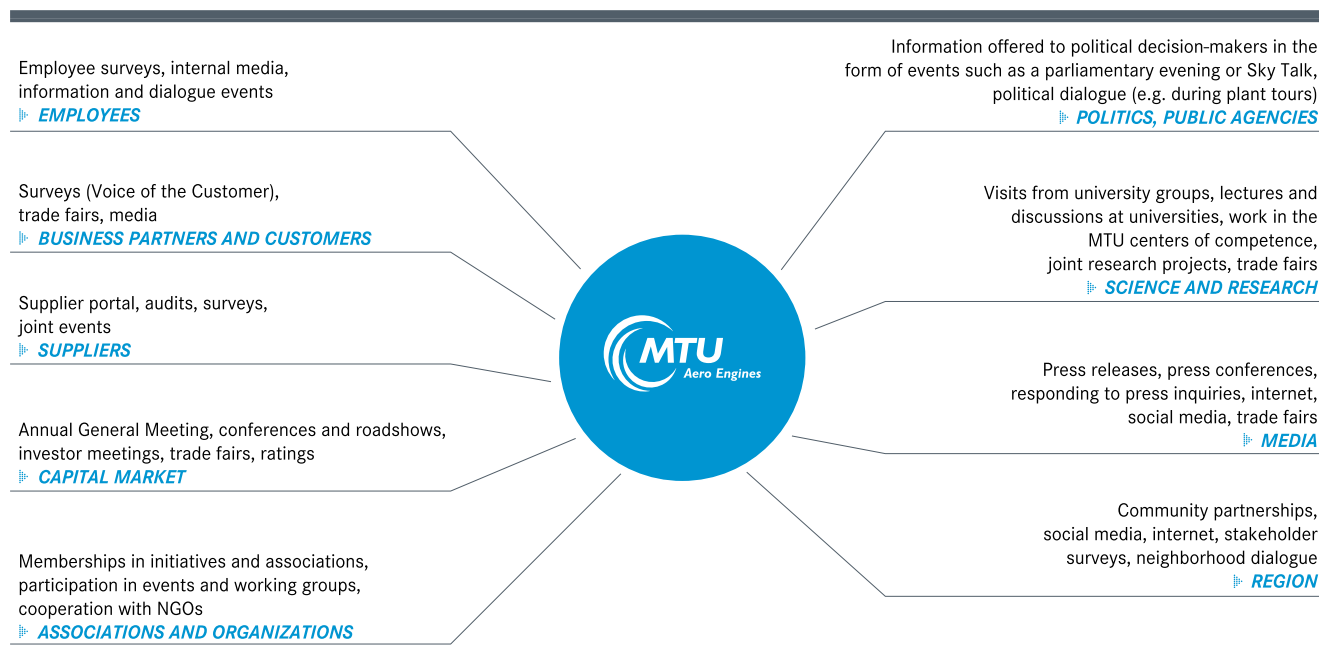 Employee surveys, internal media,
information and dialogue events
EMPLOYEES
Surveys (Voice of the Customer),
trade fairs, media
BUSINESS PARTNERS AND CUSTOMERS
Supplier portal, audits, surveys,
joint events
SUPPLIERS
Annual General Meeting, conferences and roadshows,
investor meetings, trade fairs, ratings
CAPITAL MARKET
Memberships in initiatives and associations,
participation in events and working groups,
cooperation with NGOs
ASSOCIATIONS AND ORGANIZATIONS
MTU
Aero Engines
Information offered to political decision-makers in the
form of events such as a parliamentary evening or Sky Talk,
political dialogue (e.g. during plant tours)
POLITICS, PUBLIC AGENCIES
Visits from university groups, lectures and
discussions at universities, work in the
MTU centers of competence,
joint research projects, trade fairs
SCIENCE AND RESEARCH
Press releases, press conferences,
responding to press inquiries, internet,
social media, trade fairs
MEDIA
Community partnerships,
social media, internet, stakeholder
surveys, neighborhood dialogue
REGION